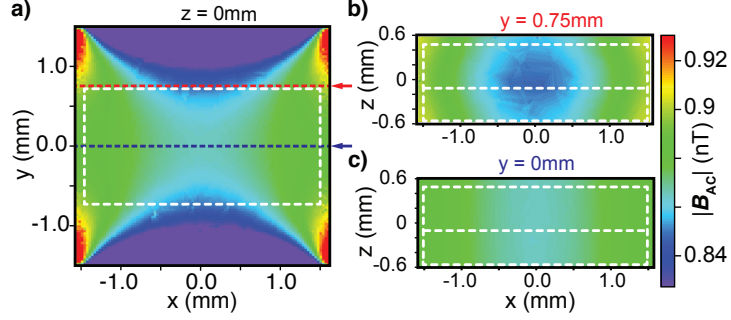 a)
z = 0mm
y (mm)
1.0
0.0
-1.0
-1.0
0.0
1.0
x (mm)
b)
y = 0.75mm
z (mm)
0.6
0
-0.6
-1.0
0.0
1.0
c)
y = 0mm
z (mm)
0.6
0
-0.6
-1.0
0.0
1.0
x (mm)
0.92
0.9
0.84
|B_AC| (nT)